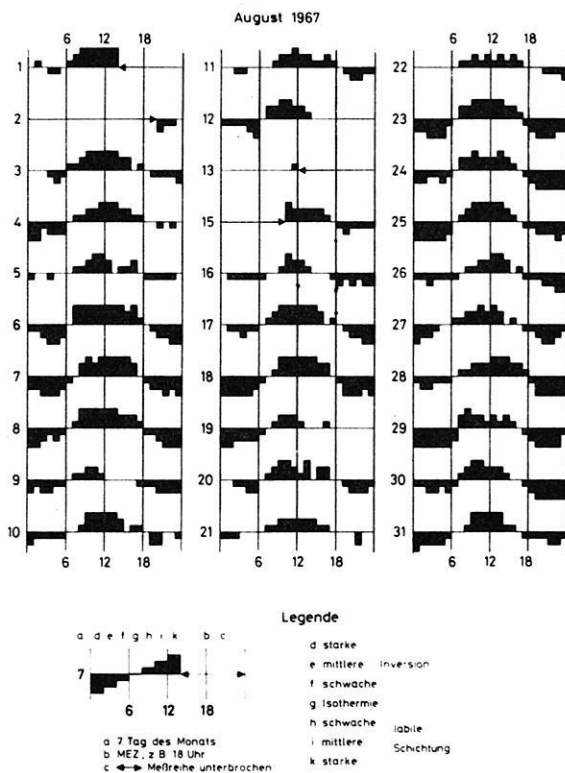 August 1967
6 12 18 6 12 18 6 12 18
1 11 22
2 12 23
3 13 24
4 15 25
5 16 26
6 17 27
7 18 28
8 19 29
9 20 30
10 21 31
6 12 18 6 12 18 6 12 18
Legende
a d e f g h i k b c
7
6 12 18
d starke
e mittlere Inversion
f schwache
g Isothermie
h schwache
i mittlere labile Schichtung
k starke
a 7. Tag des Monats
b MEZ, z B 18 Uhr
c ◄─► Meßreihe unterbrochen